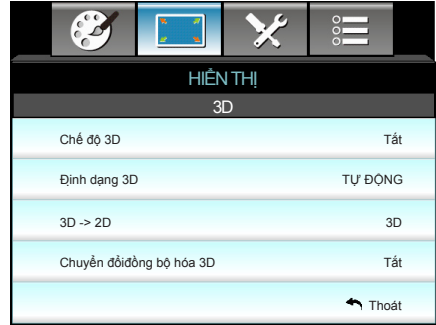 HIỂN THỊ
3D
Chế độ 3D Tắt
Định dạng 3D TỰ ĐỘNG
3D -> 2D 3D
Chuyển đổiđồng bộ hóa 3D Tắt
Thoát